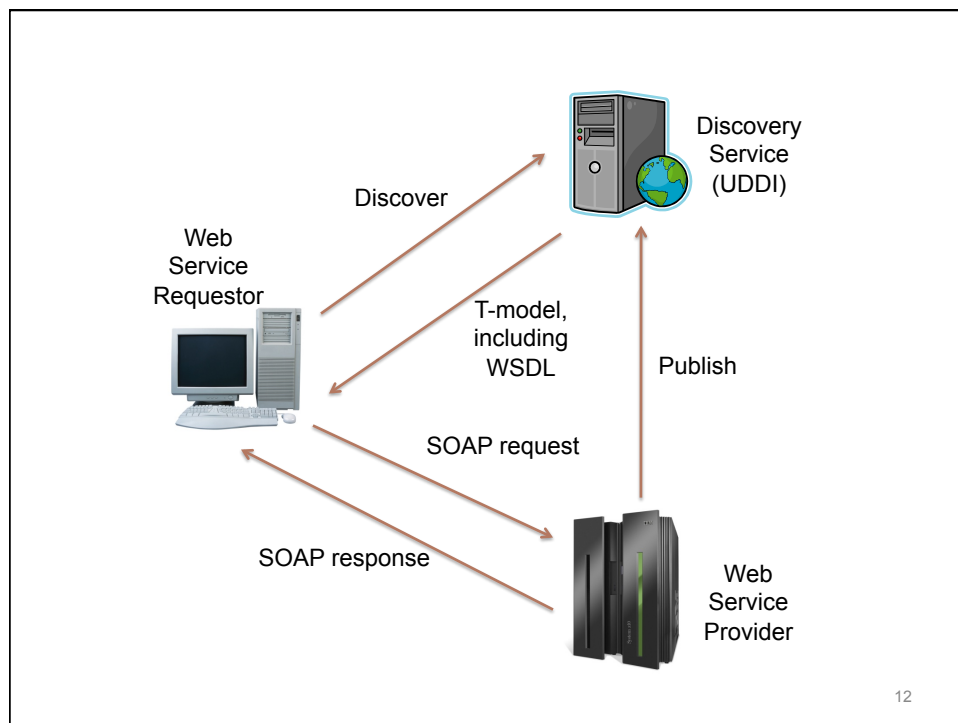 Discovery
Service
(UDDI)
Discover
Web
Service
Requestor
T-model,
including
WSDL
Publish
SOAP request
SOAP response
Web
Service
Provider
12